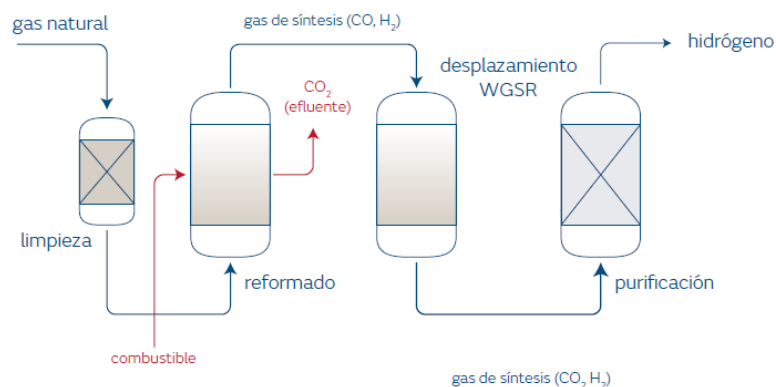 gas natural
gas de síntesis (CO, H₂)
hidrógeno
CO₂
(efluente)
desplazamiento
WGSR
limpieza
reformado
purificación
combustible
gas de síntesis (CO₂ H₂)